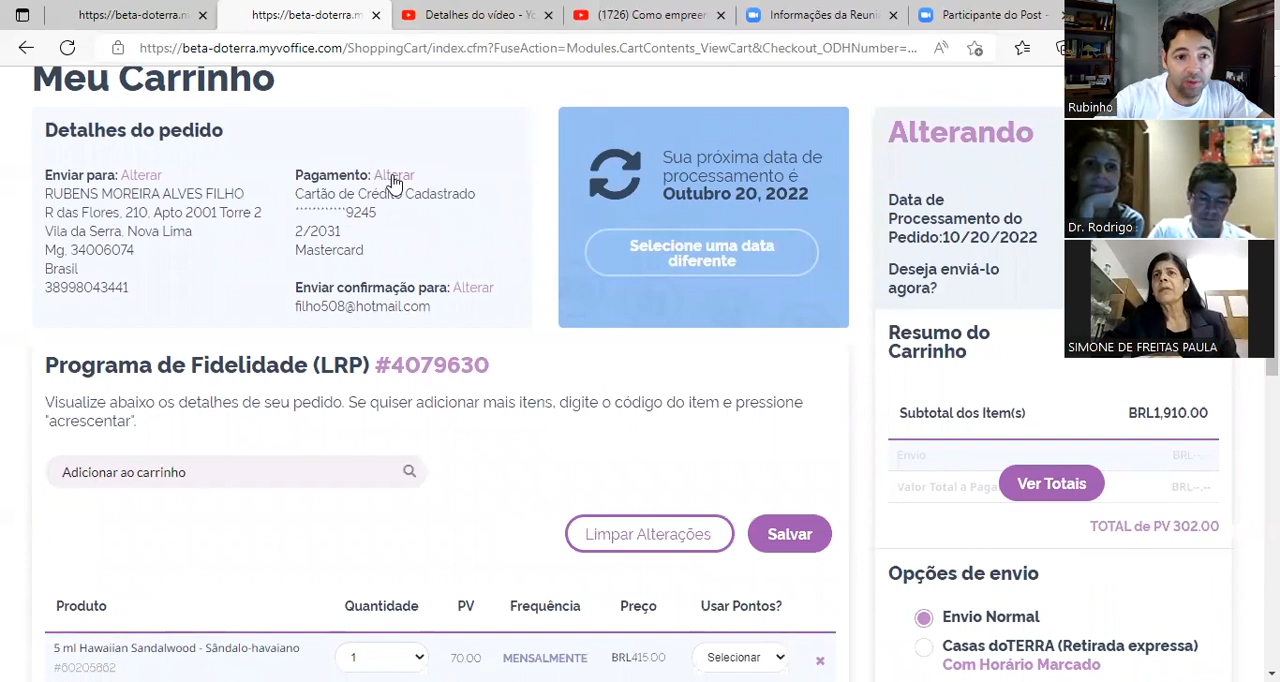 https://beta-doterra.m
https://beta-doterra.m
Detalhes do vídeo - Yo
(1726) Como empreer
Informações da Reuni
Participante do Post -
https://beta-doterra.myvoffice.com/ShoppingCart/index.cfm?FuseAction=Modules.CartContents_ViewCart&Checkout_ODHNumber=...
Meu Carrinho
Detalhes do pedido
Enviar para: Alterar
RUBENS MOREIRA ALVES FILHO
R das Flores, 210, Apto 2001 Torre 2
Vila da Serra, Nova Lima
Mg, 34006074
Brasil
38998043441
Pagamento: Alterar
Cartão de Crédito Cadastrado
************9245
2/2031
Mastercard
Enviar confirmação para: Alterar
filho508@hotmail.com
Sua próxima data de
processamento é
Outubro 20, 2022
Selecione uma data
diferente
Alterando
Data de
Processamento do
Pedido:10/20/2022
Deseja enviá-lo
agora?
Rubinho
Dr. Rodrigo
SIMONE DE FREITAS PAULA
Programa de Fidelidade (LRP) #4079630
Visualize abaixo os detalhes de seu pedido. Se quiser adicionar mais itens, digite o código do item e pressione
"acrescentar".
Adicionar ao carrinho
Limpar Alterações
Salvar
Resumo do
Carrinho
Subtotal dos Item(s) BRL1,910.00
Envio BRL--.--
Valor Total a Paga BRL--.--
Ver Totais
TOTAL de PV 302.00
Opções de envio
Envio Normal
Casas doTERRA (Retirada expressa)
Com Horário Marcado
Produto Quantidade PV Frequência Preço Usar Pontos?
5 ml Hawaiian Sandalwood - Sândalo-havaiano
#60205862
1 70.00 MENSALMENTE BRL415.00 Selecionar